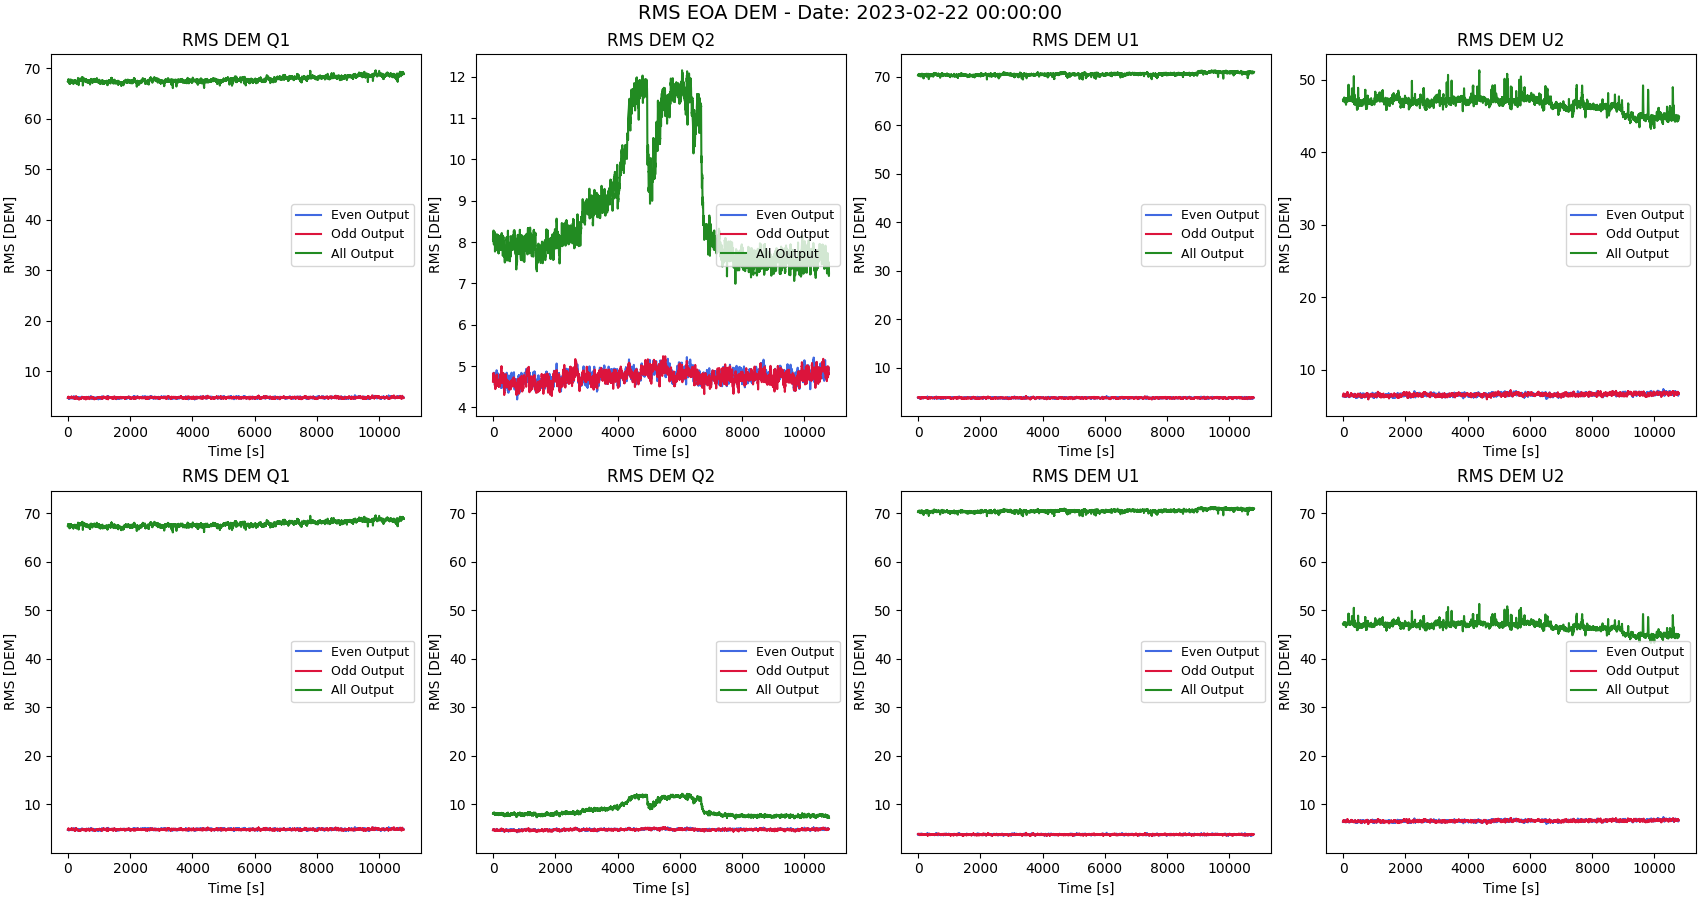 RMS EOA DEM - Date: 2023-02-22 00:00:00
RMS DEM Q1
RMS [DEM]
70
60
50
40
30
20
10
0 2000 4000 6000 8000 10000
Time [s]
Even Output
Odd Output
All Output
RMS DEM Q2
RMS [DEM]
12
11
10
9
8
7
6
5
4
0 2000 4000 6000 8000 10000
Time [s]
Even Output
Odd Output
All Output
RMS DEM U1
RMS [DEM]
70
60
50
40
30
20
10
0 2000 4000 6000 8000 10000
Time [s]
Even Output
Odd Output
All Output
RMS DEM U2
RMS [DEM]
50
40
30
20
10
0 2000 4000 6000 8000 10000
Time [s]
Even Output
Odd Output
All Output
RMS DEM Q1
RMS [DEM]
70
60
50
40
30
20
10
0 2000 4000 6000 8000 10000
Time [s]
Even Output
Odd Output
All Output
RMS DEM Q2
RMS [DEM]
70
60
50
40
30
20
10
0 2000 4000 6000 8000 10000
Time [s]
Even Output
Odd Output
All Output
RMS DEM U1
RMS [DEM]
70
60
50
40
30
20
10
0 2000 4000 6000 8000 10000
Time [s]
Even Output
Odd Output
All Output
RMS DEM U2
RMS [DEM]
70
60
50
40
30
20
10
0 2000 4000 6000 8000 10000
Time [s]
Even Output
Odd Output
All Output